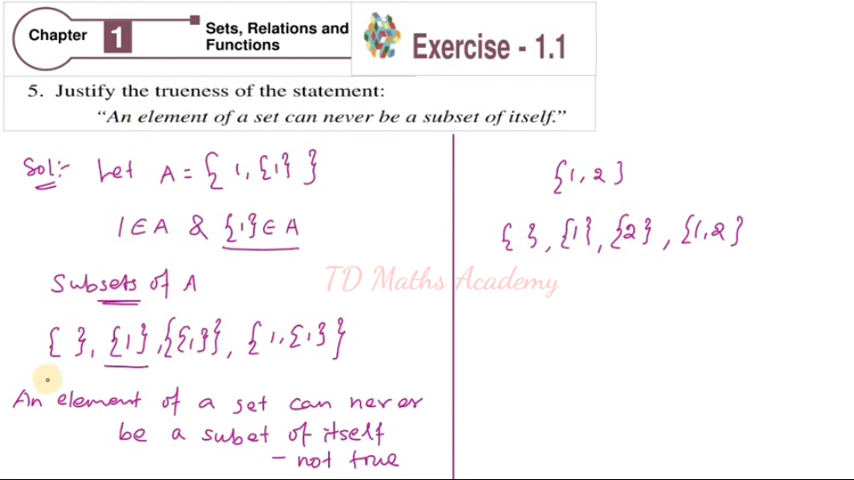 Chapter 1 Sets, Relations and
Functions
Exercise - 1.1
5. Justify the trueness of the statement:
“An element of a set can never be a subset of itself.”
Sol:- Let A = { 1, {1} }
1 ∈ A & {1} ∈ A
Subsets of A
{ }, {1}, {{1}}, { 1, {1} }
An element of a set can never
be a subet of itself
- not true
{1, 2}
{ }, {1}, {2}, {1, 2}
TD Maths Academy